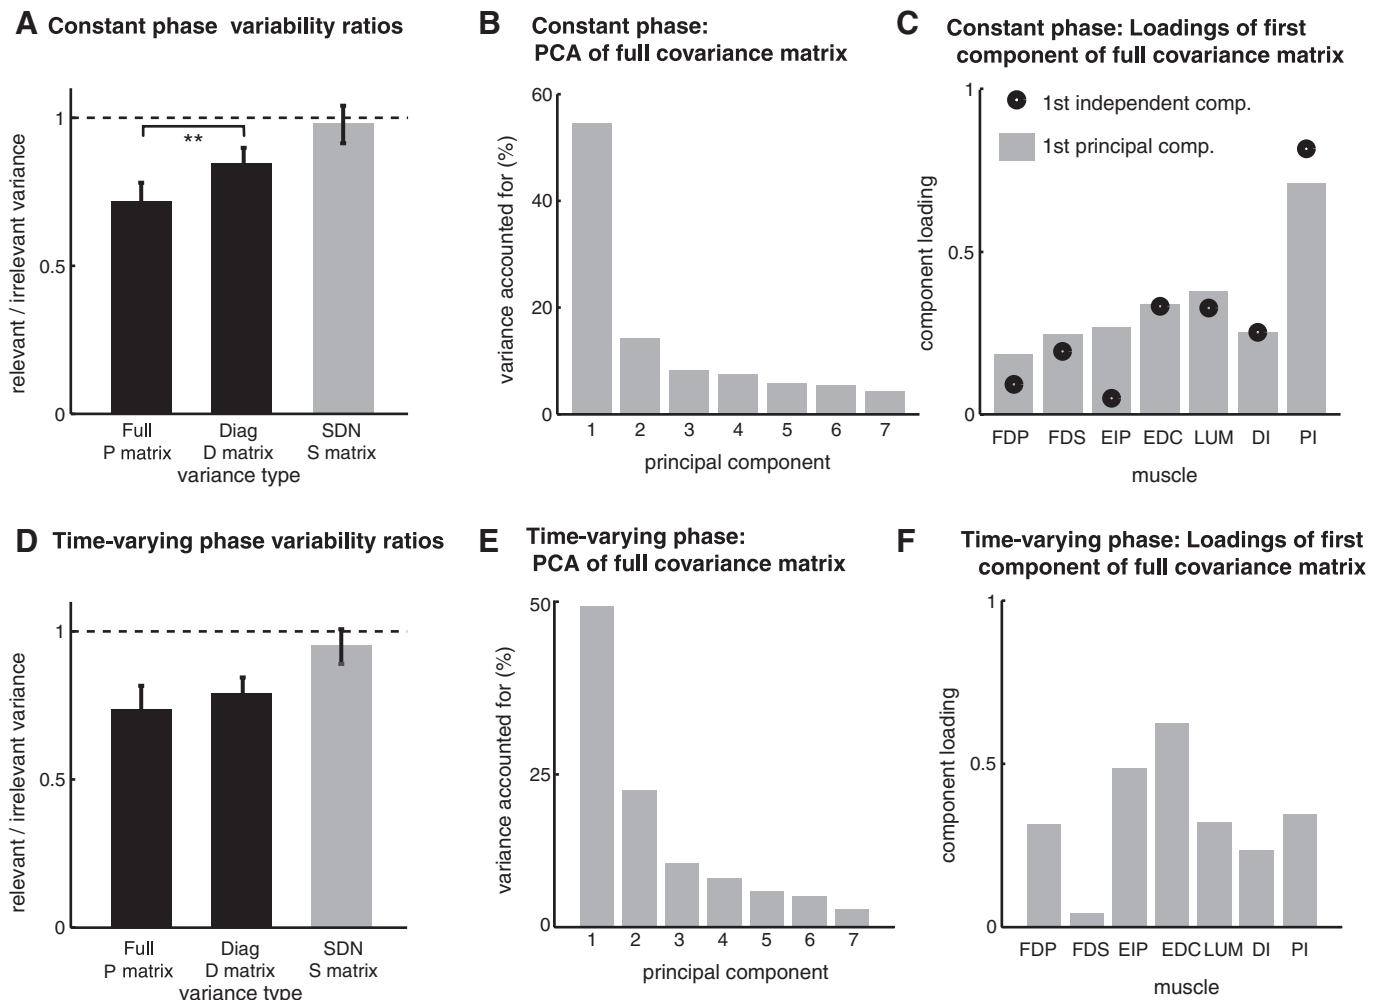 A Constant phase variability ratios
1
**
0.5
0
relevant / irrelevant variance
Full
P matrix
Diag
D matrix
SDN
S matrix
variance type
B Constant phase:
PCA of full covariance matrix
60
40
20
0
variance accounted for (%)
1 2 3 4 5 6 7
principal component
C Constant phase: Loadings of first
component of full covariance matrix
1
0.5
0
component loading
1st independent comp.
1st principal comp.
FDP FDS EIP EDC LUM DI PI
muscle
D Time-varying phase variability ratios
1
0.5
0
relevant / irrelevant variance
Full
P matrix
Diag
D matrix
SDN
S matrix
variance type
E Time-varying phase:
PCA of full covariance matrix
50
25
0
variance accounted for (%)
1 2 3 4 5 6 7
principal component
F Time-varying phase: Loadings of first
component of full covariance matrix
1
0.5
0
component loading
FDP FDS EIP EDC LUM DI PI
muscle